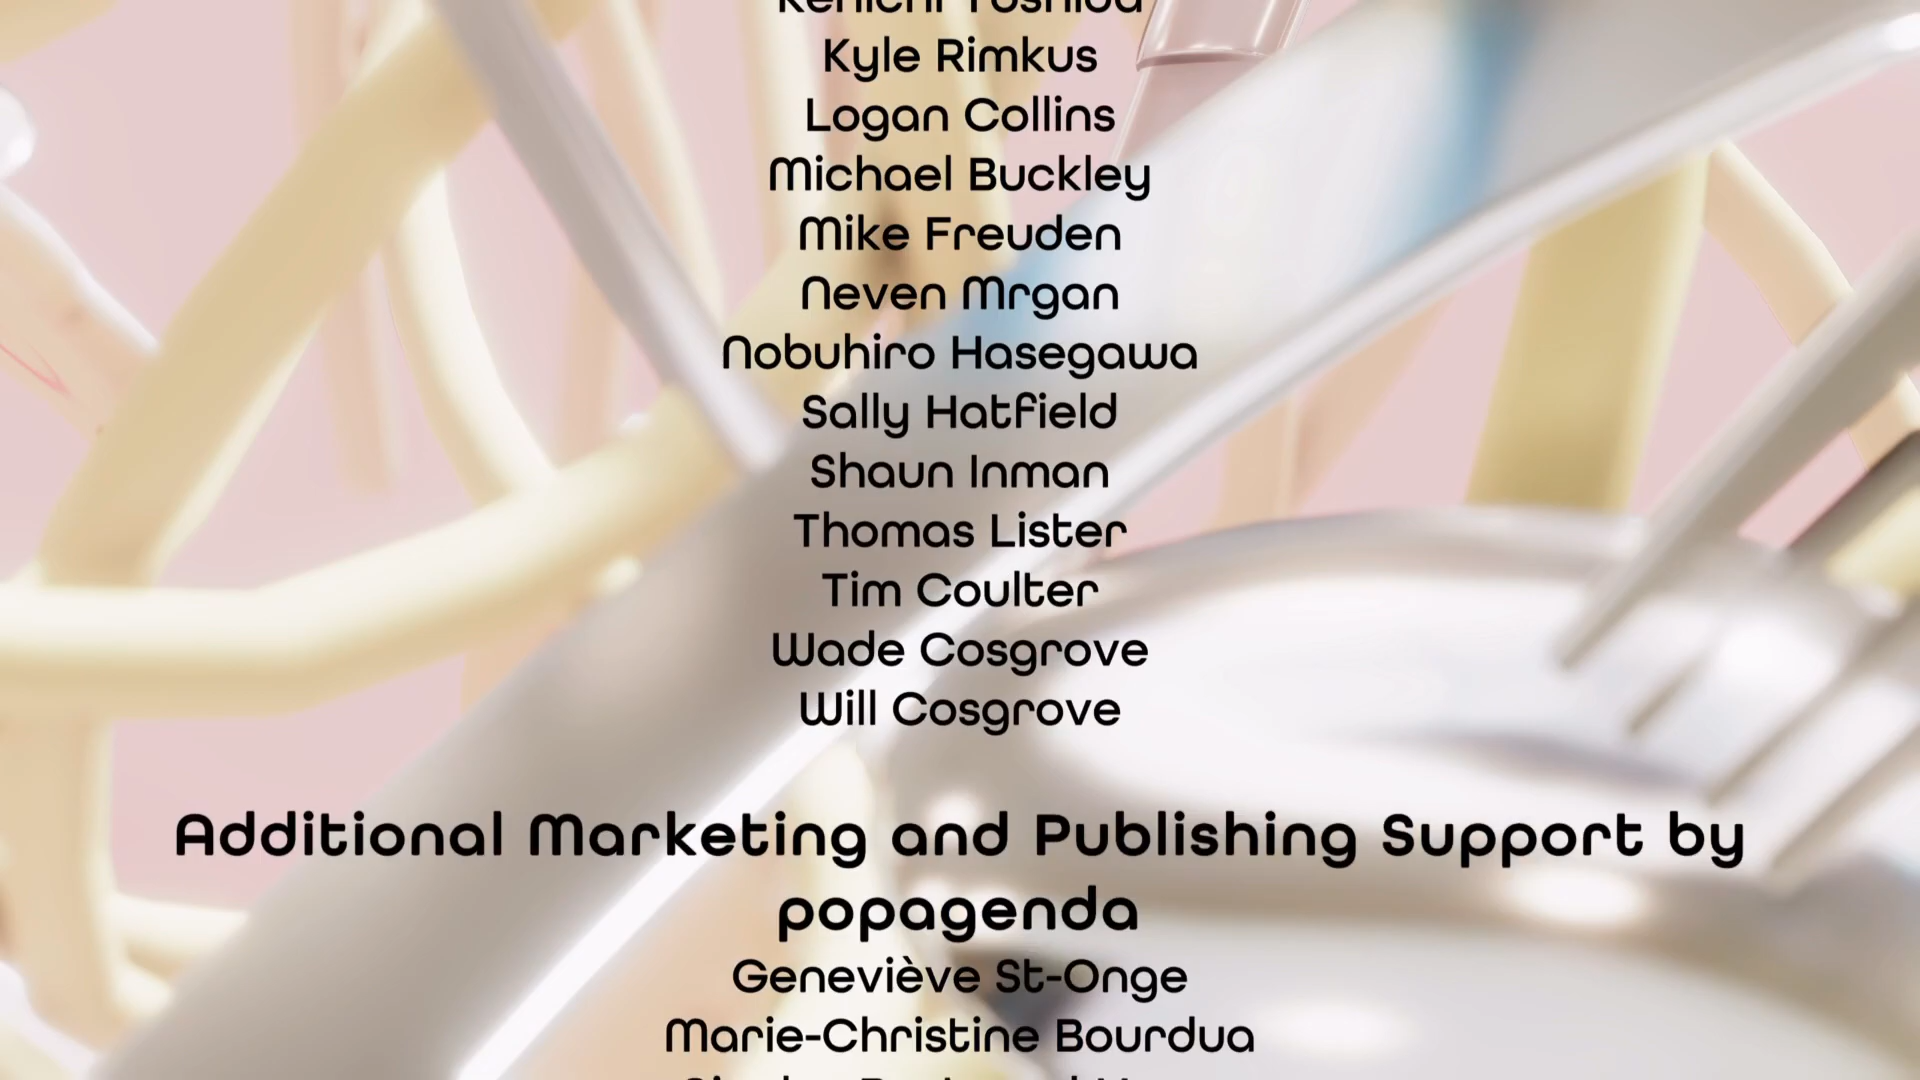 Kyle Rimkus
Logan Collins
Michael Buckley
Mike Freuden
Neven Mrgan
Nobuhiro Hasegawa
Sally Hatfield
Shaun Inman
Thomas Lister
Tim Coulter
Wade Cosgrove
Will Cosgrove
Additional Marketing and Publishing Support by
popagenda
Geneviève St-Onge
Marie-Christine Bourdua